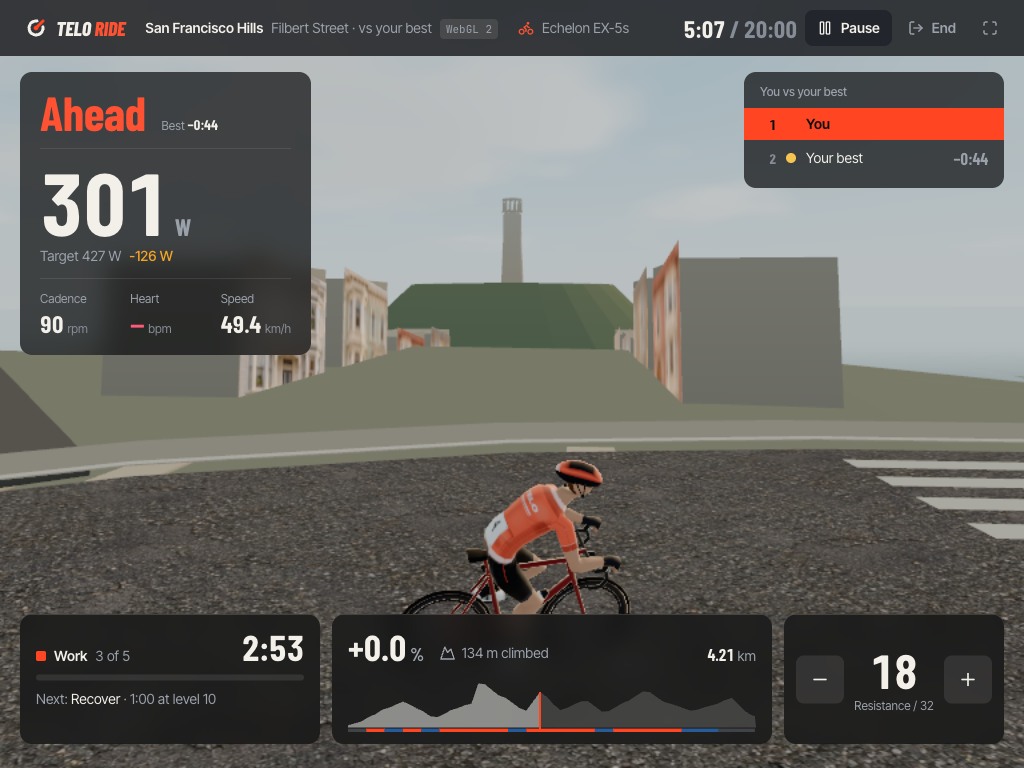 TELO RIDE San Francisco Hills Filbert Street · vs your best WebGL 2 Echelon EX-5s 5:07 / 20:00 Pause End
Ahead Best −0:44
301 W
Target 427 W -126 W
Cadence Heart Speed
90 rpm — bpm 49.4 km/h
You vs your best
1 You
2 Your best −0:44
Work 3 of 5 2:53
Next: Recover · 1:00 at level 10
+0.0 % 134 m climbed 4.21 km
− 18 +
Resistance / 32